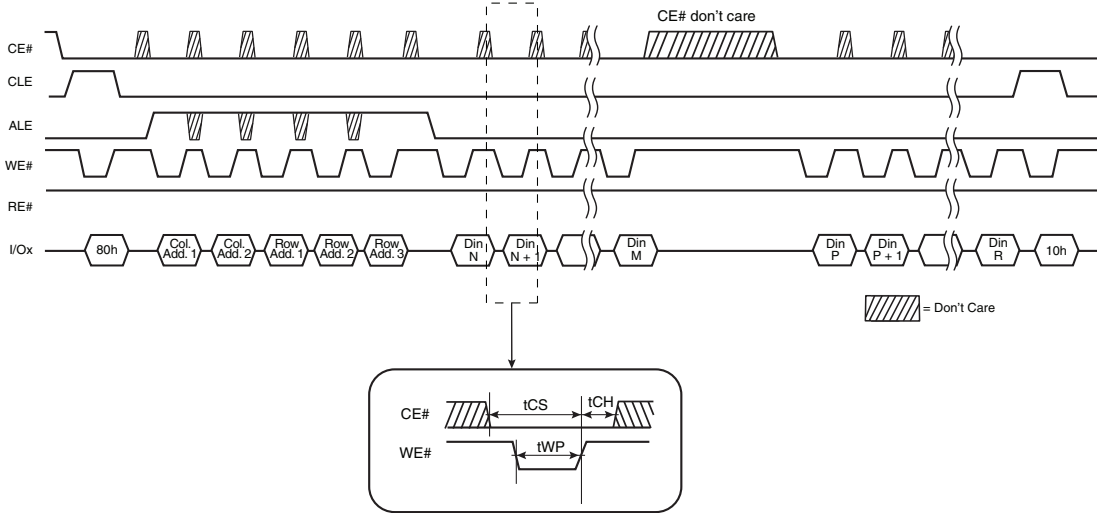 CE# don't care
CE#
CLE
ALE
WE#
RE#
I/Ox
80h
Col.
Add. 1
Col.
Add. 2
Row
Add. 1
Row
Add. 2
Row
Add. 3
Din
N
Din
N + 1
Din
M
Din
P
Din
P + 1
Din
R
10h
= Don't Care
CE#
tCS
tCH
WE#
tWP